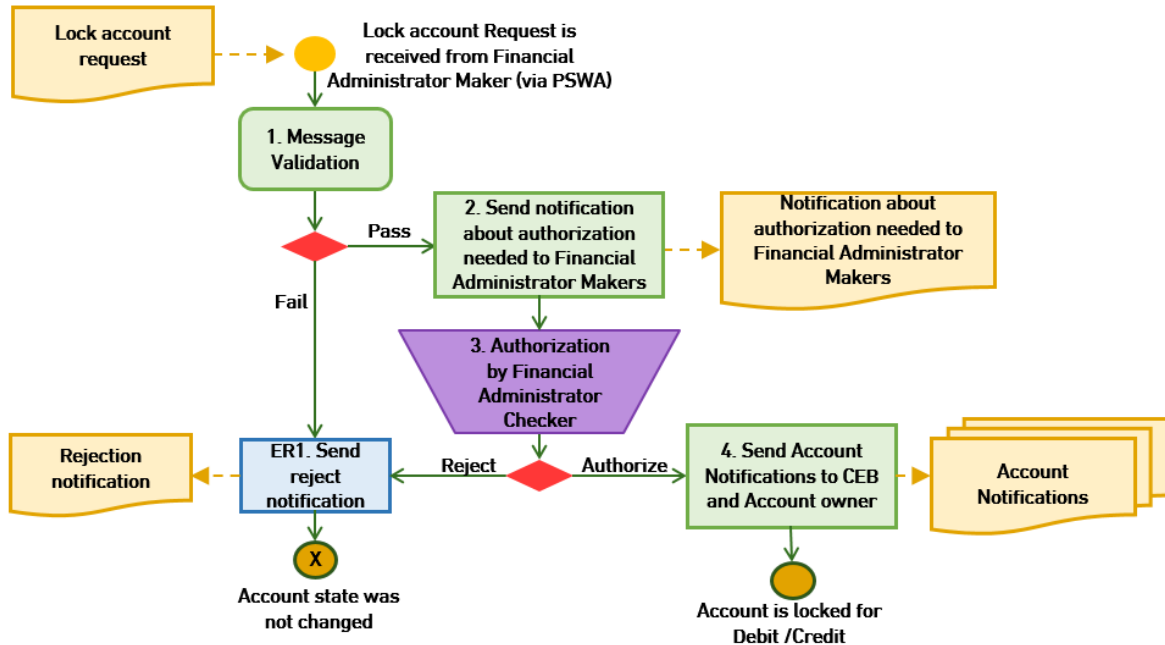 Lock account
request
Lock account Request is
received from Financial
Administrator Maker (via PSWA)
1. Message
Validation
Pass
2. Send notification
about authorization
needed to Financial
Administrator Makers
Notification about
authorization needed to
Financial Administrator
Makers
Fail
3. Authorization
by Financial
Administrator
Checker
Rejection
notification
ER1. Send
reject
notification
Reject
Authorize
4. Send Account
Notifications to CEB
and Account owner
Account
Notifications
X
Account state was
not changed
Account is locked for
Debit /Credit